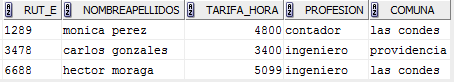 RUT_E NOMBREAPELLIDOS TARIFA_HORA PROFESION COMUNA
1289 monica perez 4800 contador las condes
3478 carlos gonzales 3400 ingeniero providencia
6688 hector moraga 5099 ingeniero las condes